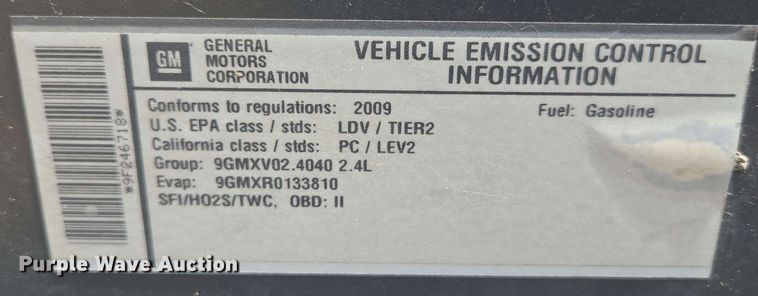 GM
GENERAL
MOTORS
CORPORATION
VEHICLE EMISSION CONTROL
INFORMATION
Conforms to regulations: 2009
Fuel: Gasoline
U.S. EPA class / stds: LDV / TIER2
California class / stds: PC / LEV2
Group: 9GMXV02.4040 2.4L
Evap: 9GMXR0133810
SFI/HO2S/TWC, OBD: II
*9F246718*
Purple Wave Auction